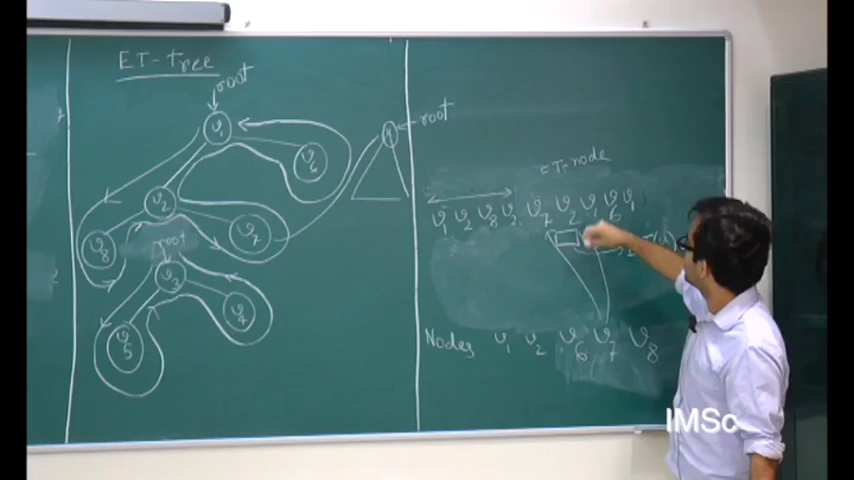 ET-tree
root
v1
root
y
v6
v2
v8
v7
root
v3
v4
v5
ET-node
v1 v2 v8 v2 v7 v2 v1 v6 v1
Nodes v1 v2 v6 v7 v8
IMSc